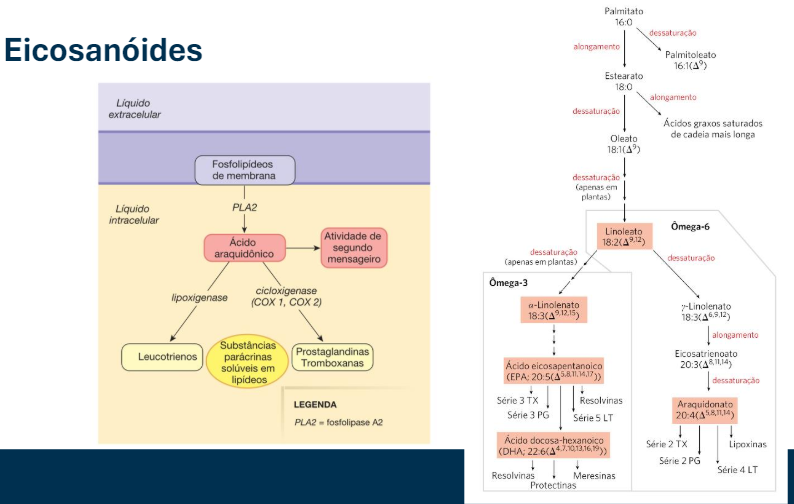 Eicosanóides
Líquido
extracelular
Fosfolipídeos
de membrana
Líquido
intracelular
PLA2
Ácido
araquidônico
Atividade de
segundo
mensageiro
lipoxigenase
cicloxigenase
(COX 1, COX 2)
Leucotrienos
Substâncias
parácrinas
solúveis em
lipídeos
Prostaglandinas
Tromboxanas
LEGENDA
PLA2 = fosfolipase A2
Palmitato
16:0
dessaturação
alongamento
Palmitoleato
16:1(Δ9)
Estearato
18:0
alongamento
dessaturação
Ácidos graxos saturados
de cadeia mais longa
Oleato
18:1(Δ9)
dessaturação
(apenas em
plantas)
Ômega-6
Linoleato
18:2(Δ9,12)
dessaturação
(apenas em plantas)
dessaturação
Ômega-3
α-Linolenato
18:3(Δ9,12,15)
γ-Linolenato
18:3(Δ6,9,12)
alongamento
Eicosatrienoato
20:3(Δ8,11,14)
dessaturação
Ácido eicosapentanoico
(EPA; 20:5(Δ5,8,11,14,17))
Série 3 TX
Série 3 PG
Série 5 LT
Resolvinas
Araquidonato
20:4(Δ5,8,11,14)
Série 2 TX
Série 2 PG
Série 4 LT
Lipoxinas
Ácido docosa-hexanoico
(DHA; 22:6(Δ4,7,10,13,16,19))
Resolvinas
Protectinas
Meresinas